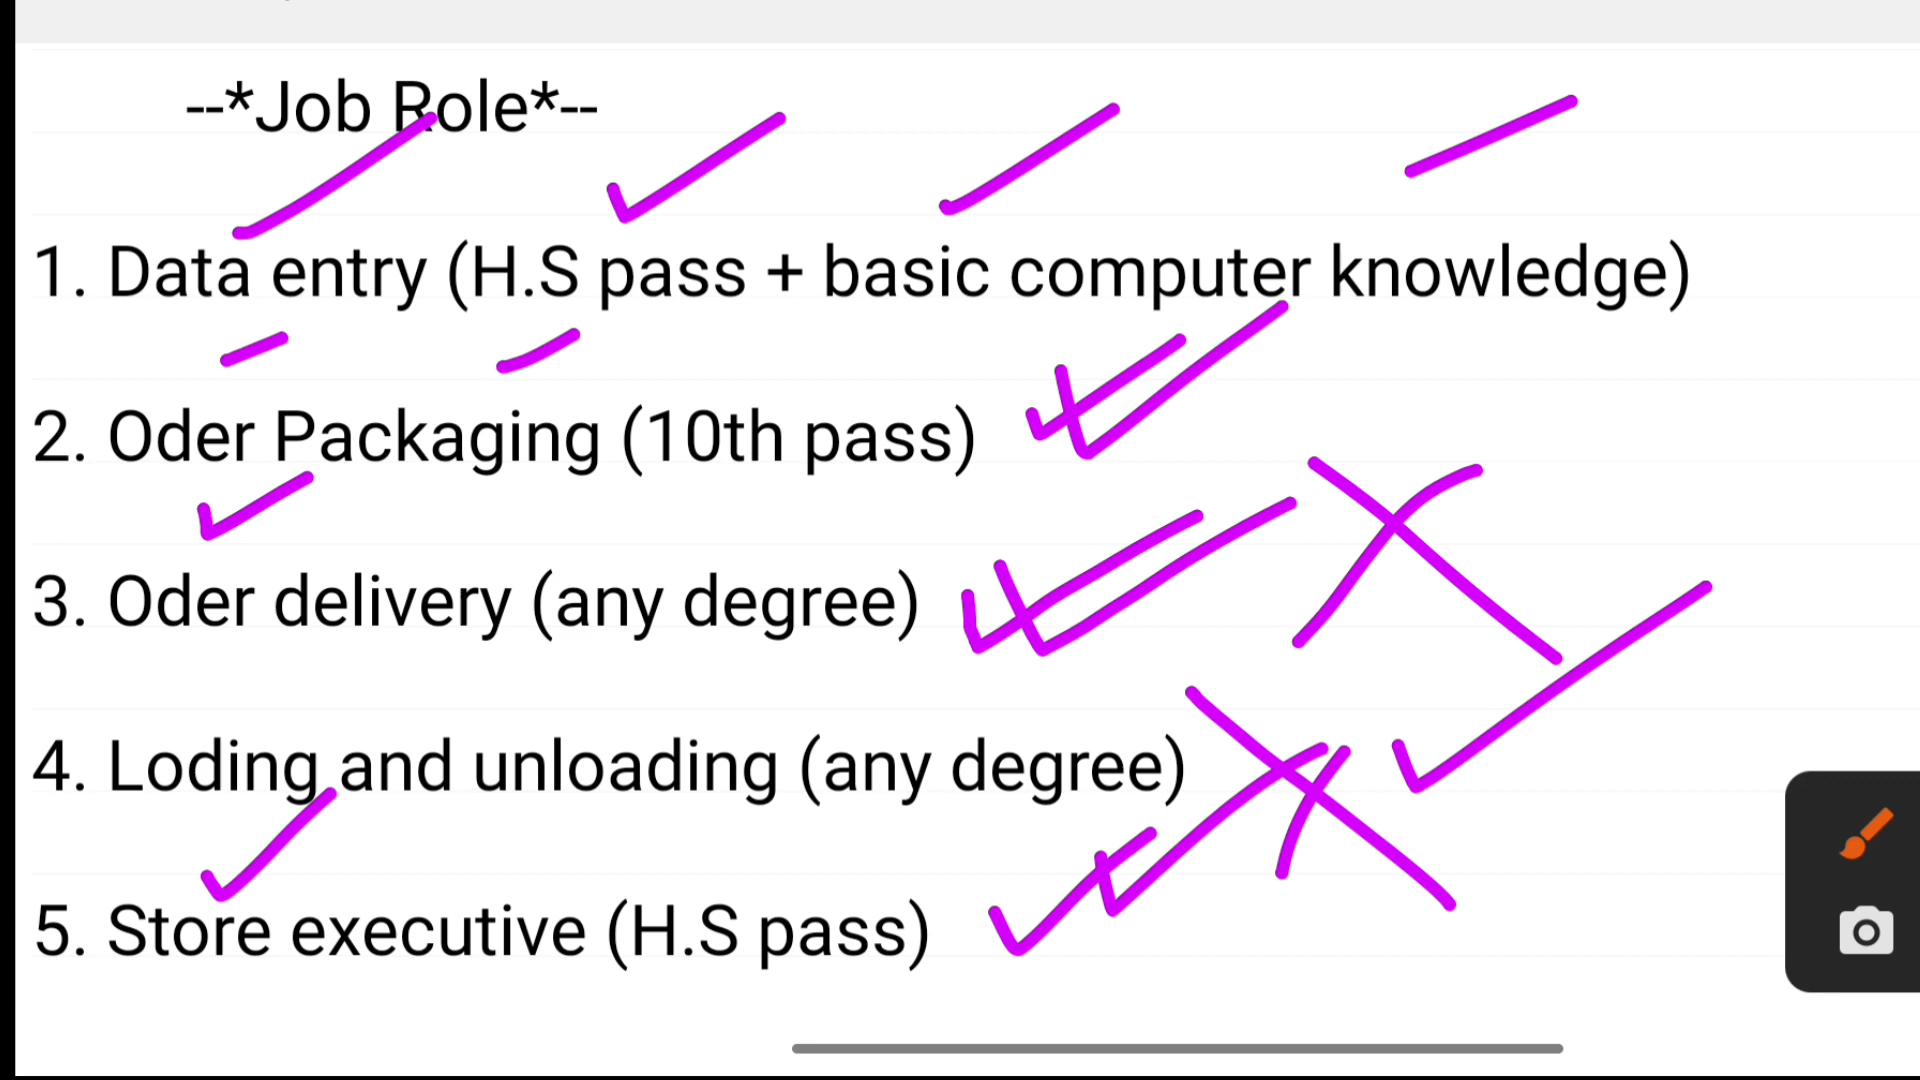 --*Job Role*--
1. Data entry (H.S pass + basic computer knowledge)
2. Oder Packaging (10th pass)
3. Oder delivery (any degree)
4. Loding and unloading (any degree)
5. Store executive (H.S pass)